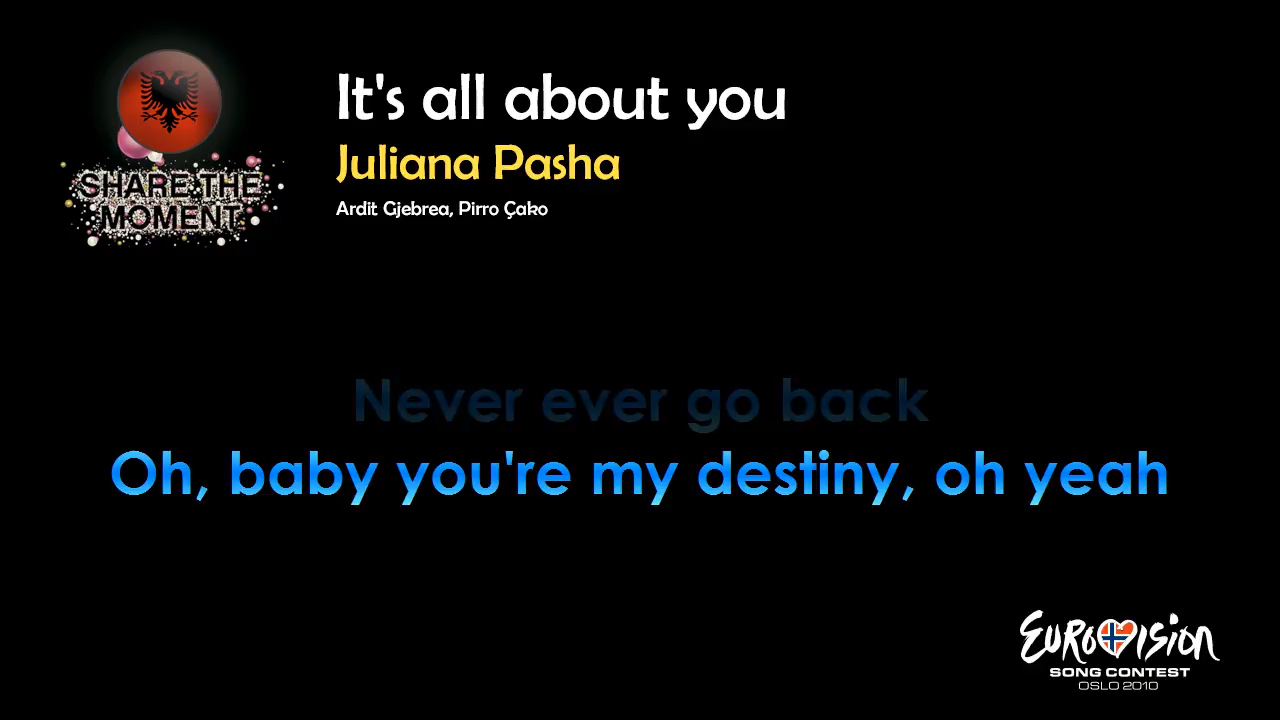 It's all about you
Juliana Pasha
Ardit Gjebrea, Pirro Çako
SHARE THE
MOMENT
Never ever go back
Oh, baby you're my destiny, oh yeah
EUROVISION
SONG CONTEST
OSLO 2010